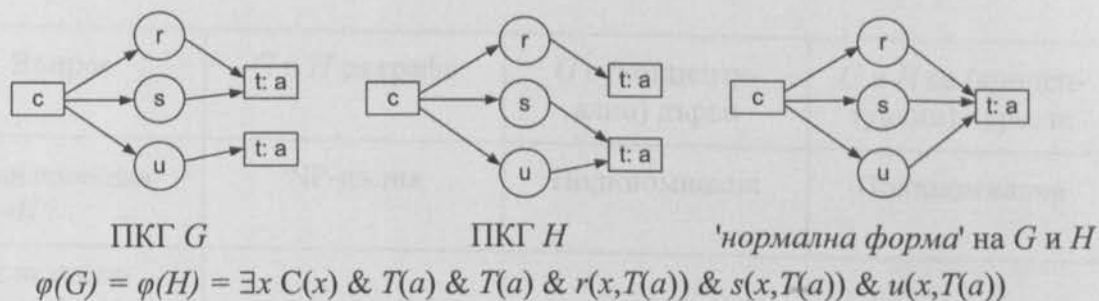 r r r
t: a t: a
c s c s c s t: a
t: a t: a
u u u
ПКГ G ПКГ H 'нормална форма' на G и H
φ(G) = φ(H) = ∃x C(x) & T(a) & T(a) & r(x,T(a)) & s(x,T(a)) & u(x,T(a))